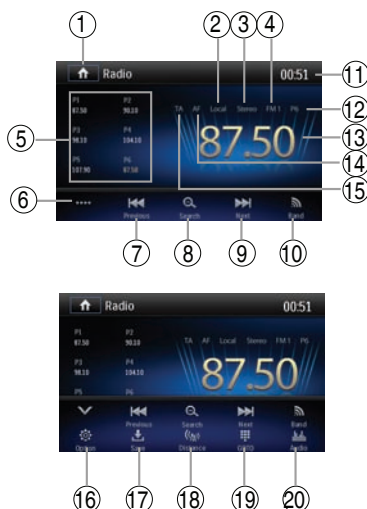 1 2 3 4
Radio 00:51 11
P1 P2
87.50 90.10
TA AF Local Stereo FM 1 P6 12
5 P3 P4
98.10 104.10
87.50 13
14
P5 P6
107.90 87.50
15
6
Previous Search Next Band
7 8 9 10
Radio 00:51
P1 P2
87.50 90.10
TA AF Local Stereo FM 1 P6
P3 P4
98.10 104.10
87.50
P5 P6
Previous Search Next Band
Option Save Distance GOTO Audio
16 17 18 19 20